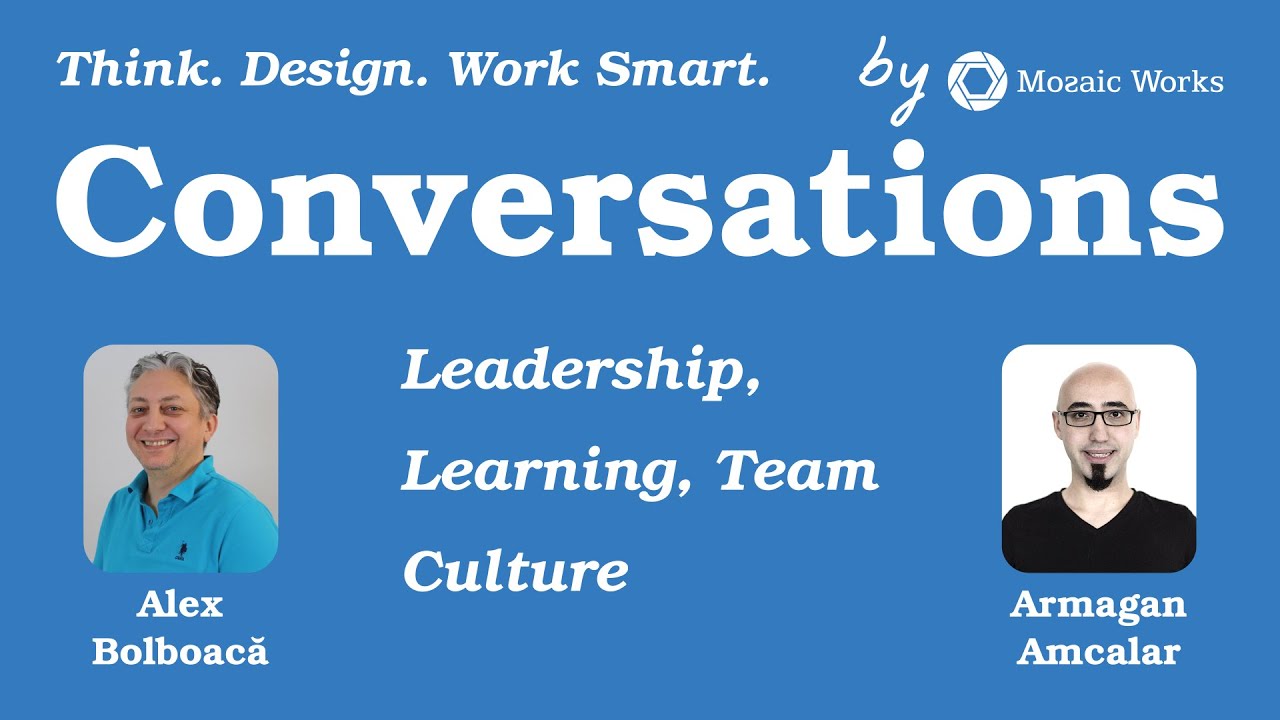 Think. Design. Work Smart.
by Mozaic Works
Conversations
Leadership,
Learning, Team
Culture
Alex
Bolboacă
Armagan
Amcalar